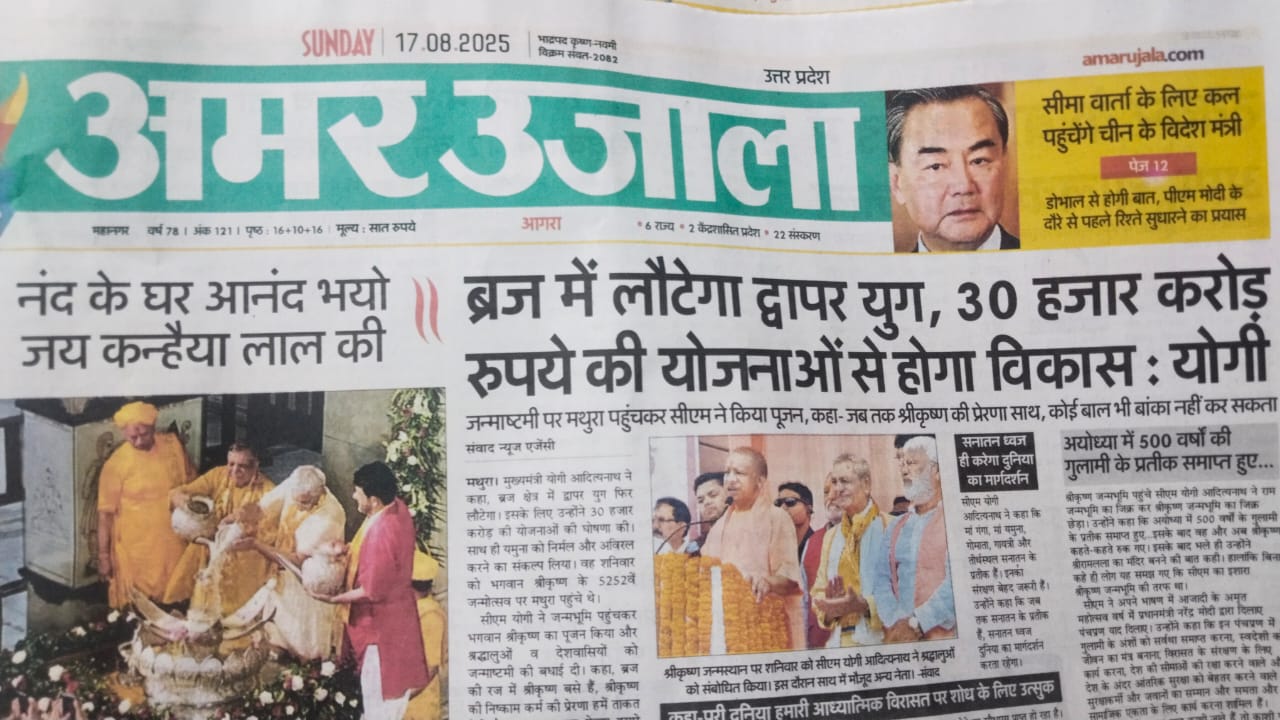 SUNDAY
17.08.2025
भाद्रपद कृष्ण-नवमी
विक्रम संवत-2082
उत्तर प्रदेश
amarujala.com
अमर उजाला
सीमा वार्ता के लिए कल
पहुंचेंगे चीन के विदेश मंत्री
पेज 12
डोभाल से होगी बात, पीएम मोदी के
दौरे से पहले रिश्ते सुधारने का प्रयास
महानगर वर्ष 78 । अंक 121 । पृष्ठ : 16+10+16 । मूल्य : सात रुपये
आगरा
• 6 राज्य • 2 केंद्रशासित प्रदेश • 22 संस्करण
नंद के घर आनंद भयो
जय कन्हैया लाल की
ब्रज में लौटेगा द्वापर युग, 30 हजार करोड़
रुपये की योजनाओं से होगा विकास : योगी
जन्माष्टमी पर मथुरा पहुंचकर सीएम ने किया पूजन, कहा- जब तक श्रीकृष्ण की प्रेरणा साथ, कोई बाल भी बांका नहीं कर सकता
संवाद न्यूज एजेंसी
मथुरा। मुख्यमंत्री योगी आदित्यनाथ ने
कहा, ब्रज क्षेत्र में द्वापर युग फिर
लौटेगा। इसके लिए उन्होंने 30 हजार
करोड़ की योजनाओं की घोषणा की।
साथ ही यमुना को निर्मल और अविरल
करने का संकल्प लिया। वह शनिवार
को भगवान श्रीकृष्ण के 5252वें
जन्मोत्सव पर मथुरा पहुंचे थे।
सीएम योगी ने जन्मभूमि पहुंचकर
भगवान श्रीकृष्ण का पूजन किया और
श्रद्धालुओं व देशवासियों को
जन्माष्टमी की बधाई दी। कहा, ब्रज
की रज में श्रीकृष्ण बसे हैं, श्रीकृष्ण
की निष्काम कर्म की प्रेरणा हमें ताकत
श्रीकृष्ण जन्मस्थान पर शनिवार को सीएम योगी आदित्यनाथ ने श्रद्धालुओं
को संबोधित किया। इस दौरान साथ में मौजूद अन्य नेता। -संवाद
कहा-पूरी दुनिया हमारी आध्यात्मिक विरासत पर शोध के लिए उत्सुक
सनातन ध्वज
ही करेगा दुनिया
का मार्गदर्शन
सीएम योगी
आदित्यनाथ ने कहा कि
मां गंगा, मां यमुना,
गोमाता, गायत्री और
तीर्थस्थल सनातन के
प्रतीक हैं। इनका
संरक्षण बेहद जरूरी है।
उन्होंने कहा कि जब
तक सनातन के प्रतीक
हैं, सनातन ध्वज
दुनिया का मार्गदर्शन
करता रहेगा।
अयोध्या में 500 वर्षों की
गुलामी के प्रतीक समाप्त हुए...
श्रीकृष्ण जन्मभूमि पहुंचे सीएम योगी आदित्यनाथ ने राम
जन्मभूमि का जिक्र कर श्रीकृष्ण जन्मभूमि का जिक्र
छेड़ा। उन्होंने कहा कि अयोध्या में 500 वर्षों के गुलामी
के प्रतीक समाप्त हुए...इसके बाद वह और अब श्रीकृष्ण
कहते-कहते रुक गए। इसके बाद भले ही उन्होंने
श्रीरामलला का मंदिर बनने की बात कही। हालांकि बिना
कहे ही लोग यह समझ गए कि सीएम का इशारा
श्रीकृष्ण जन्मभूमि की तरफ था।
सीएम ने अपने भाषण में आजादी के अमृत
महोत्सव वर्ष में प्रधानमंत्री नरेंद्र मोदी द्वारा दिलाए
पंचप्रण याद दिलाए। उन्होंने कहा कि इन पंचप्रण में
गुलामी के अंशों को सर्वथा समाप्त करना, स्वदेशी को
जीवन का मंत्र बनाना, विरासत के संरक्षण के लिए
कार्य करना, देश की सीमाओं की रक्षा करने वाले और
देश के अंदर आंतरिक सुरक्षा को बेहतर करने वाले
सुरक्षाकर्मी और जवानों का सम्मान और समता और
सामाजिक एकता के लिए कार्य करना शामिल हैं।